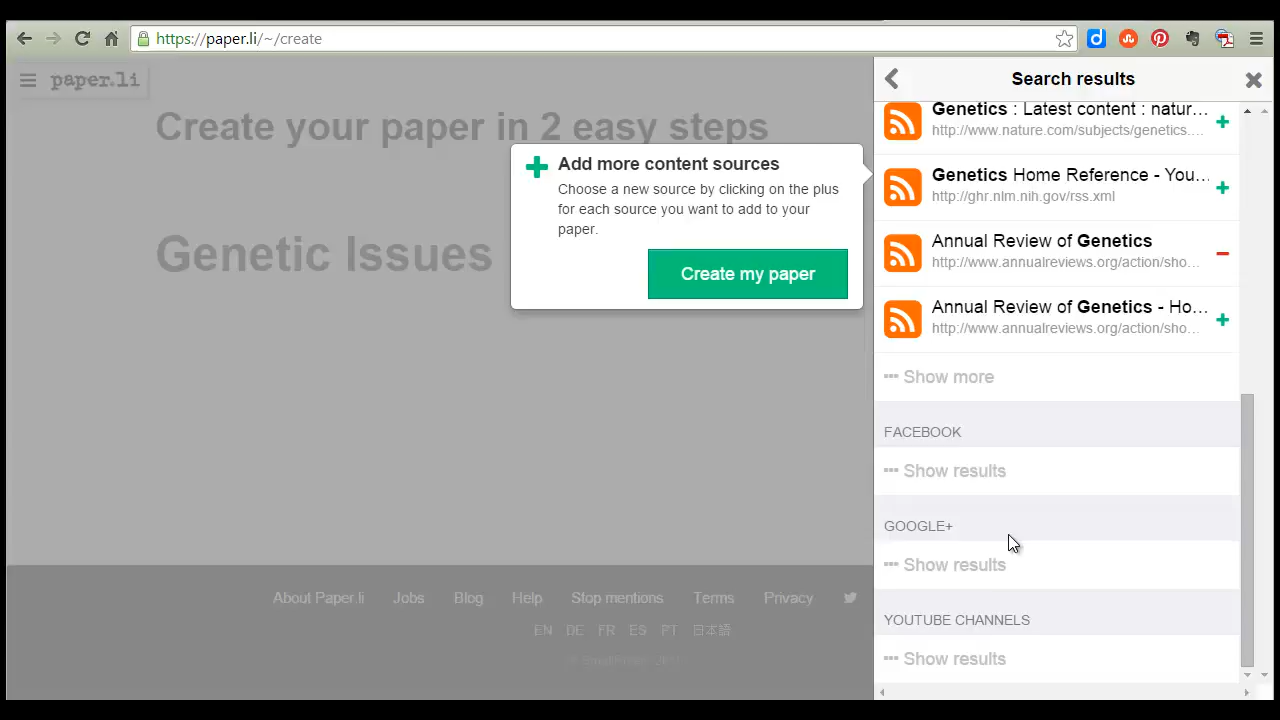 https://paper.li/~/create
paper.li
Create your paper in 2 easy steps
Genetic Issues
Add more content sources
Choose a new source by clicking on the plus
for each source you want to add to your
paper.
Create my paper
About Paper.li Jobs Blog Help Stop mentions Terms Privacy
EN DE FR ES PT 日本語
Search results
Genetics : Latest content : natur...
http://www.nature.com/subjects/genetics....
Genetics Home Reference - You...
http://ghr.nlm.nih.gov/rss.xml
Annual Review of Genetics
http://www.annualreviews.org/action/sho...
Annual Review of Genetics - Ho...
http://www.annualreviews.org/action/sho...
Show more
FACEBOOK
Show results
GOOGLE+
Show results
YOUTUBE CHANNELS
Show results